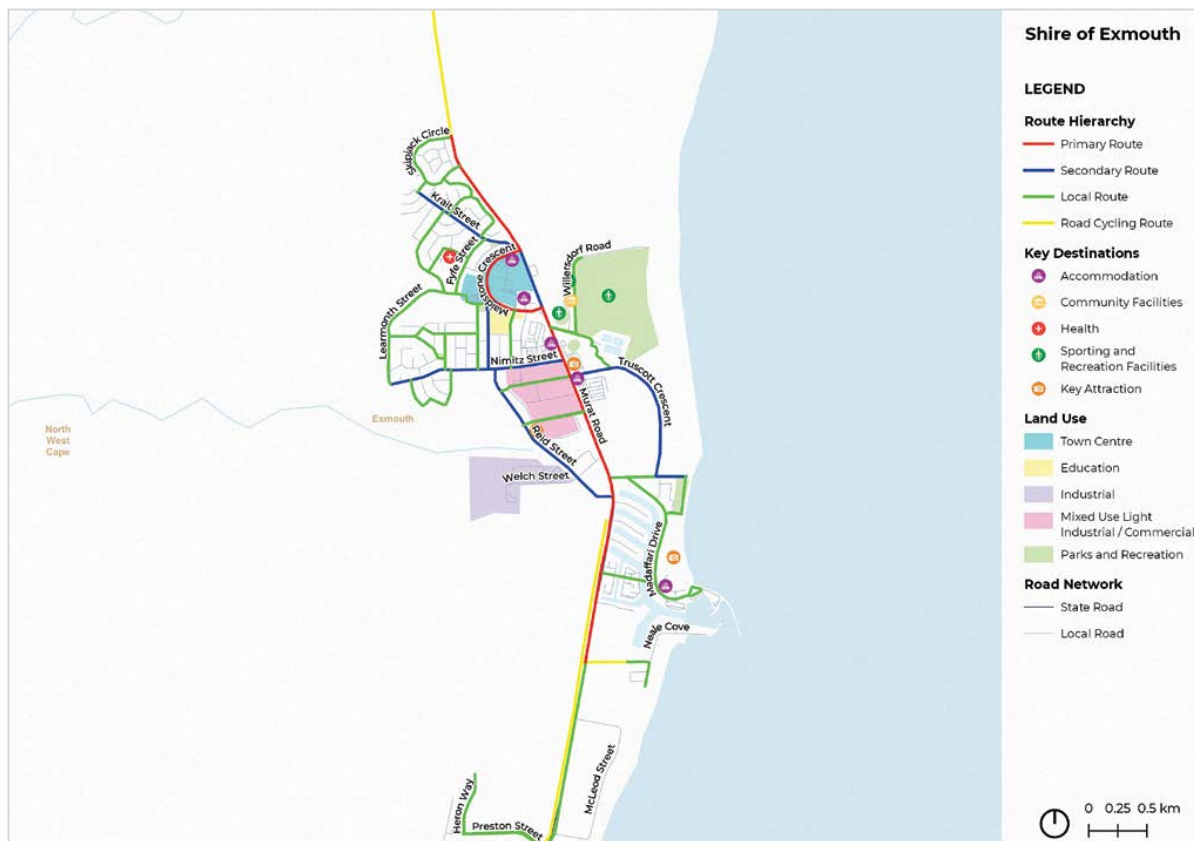 Shire of Exmouth
LEGEND
Route Hierarchy
Primary Route
Secondary Route
Local Route
Road Cycling Route
Key Destinations
Accommodation
Community Facilities
Health
Sporting and
Recreation Facilities
Key Attraction
Land Use
Town Centre
Education
Industrial
Mixed Use Light
Industrial / Commercial
Parks and Recreation
Road Network
State Road
Local Road
0 0.25 0.5 km
Skipjack Circle
Krait Street
Fyfe Street
Maidstone Crescent
Willersdorf Road
Learmonth Street
Nimitz Street
Truscott Crescent
Murat Road
Exmouth
North
West
Cape
Reid Street
Welch Street
Madaffari Drive
Neale Cove
McLeod Street
Heron Way
Preston Street